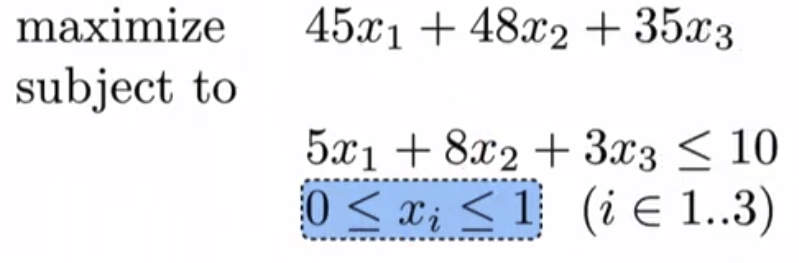 maximize 45x₁ + 48x₂ + 35x₃
subject to
5x₁ + 8x₂ + 3x₃ ≤ 10
0 ≤ xᵢ ≤ 1 (i ∈ 1..3)